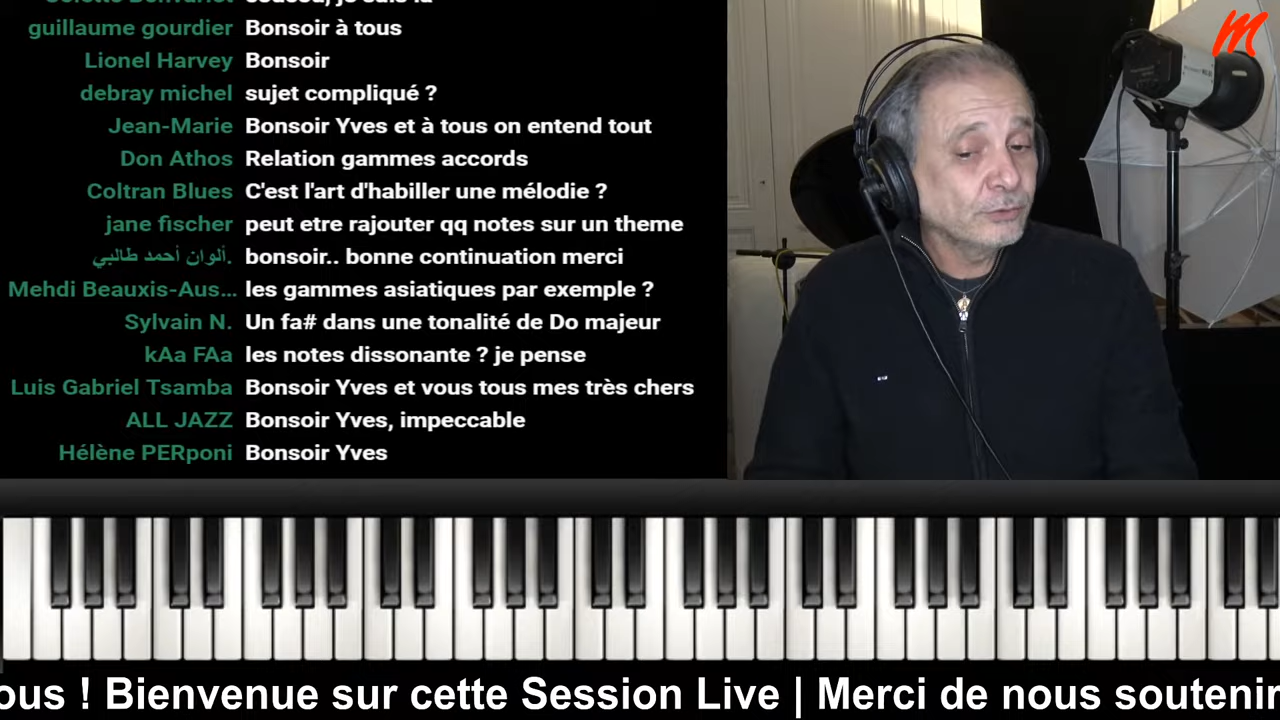 guillaume gourdier Bonsoir à tous
Lionel Harvey Bonsoir
debray michel sujet compliqué ?
Jean-Marie Bonsoir Yves et à tous on entend tout
Don Athos Relation gammes accords
Coltran Blues C'est l'art d'habiller une mélodie ?
jane fischer peut etre rajouter qq notes sur un theme
ألوان أحمد طالبي. bonsoir.. bonne continuation merci
Mehdi Beauxis-Aus... les gammes asiatiques par exemple ?
Sylvain N. Un fa# dans une tonalité de Do majeur
kAa FAa les notes dissonante ? je pense
Luis Gabriel Tsamba Bonsoir Yves et vous tous mes très chers
ALL JAZZ Bonsoir Yves, impeccable
Hélène PERponi Bonsoir Yves
ous ! Bienvenue sur cette Session Live | Merci de nous soutenir